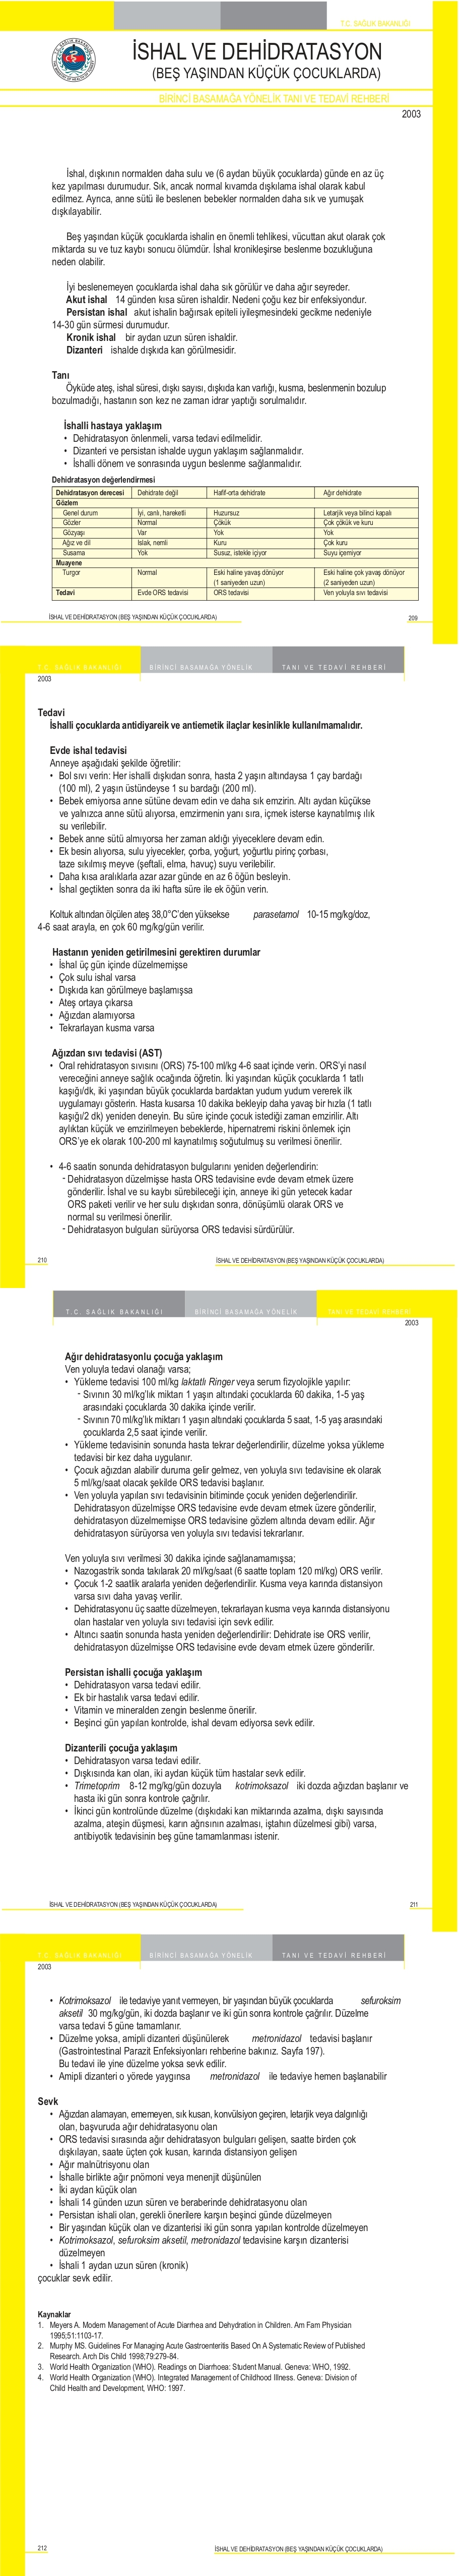 T.C. SAĞLIK BAKANLIĞI
İSHAL VE DEHİDRATASYON
(BEŞ YAŞINDAN KÜÇÜK ÇOCUKLARDA)
BİRİNCİ BASAMAĞA YÖNELİK TANI VE TEDAVİ REHBERİ
2003
İshal, dışkının normalden daha sulu ve (6 aydan büyük çocuklarda) günde en az üç
kez yapılması durumudur. Sık, ancak normal kıvamda dışkılama ishal olarak kabul
edilmez. Ayrıca, anne sütü ile beslenen bebekler normalden daha sık ve yumuşak
dışkılayabilir.
Beş yaşından küçük çocuklarda ishalin en önemli tehlikesi, vücuttan akut olarak çok
miktarda su ve tuz kaybı sonucu ölümdür. İshal kronikleşirse beslenme bozukluğuna
neden olabilir.
İyi beslenemeyen çocuklarda ishal daha sık görülür ve daha ağır seyreder.
Akut ishal 14 günden kısa süren ishaldir. Nedeni çoğu kez bir enfeksiyondur.
Persistan ishal akut ishalin bağırsak epiteli iyileşmesindeki gecikme nedeniyle
14-30 gün sürmesi durumudur.
Kronik ishal bir aydan uzun süren ishaldir.
Dizanteri ishalde dışkıda kan görülmesidir.
Tanı
Öyküde ateş, ishal süresi, dışkı sayısı, dışkıda kan varlığı, kusma, beslenmenin bozulup
bozulmadığı, hastanın son kez ne zaman idrar yaptığı sorulmalıdır.
İshalli hastaya yaklaşım
• Dehidratasyon önlenmeli, varsa tedavi edilmelidir.
• Dizanteri ve persistan ishalde uygun yaklaşım sağlanmalıdır.
• İshalli dönem ve sonrasında uygun beslenme sağlanmalıdır.
Dehidratasyon değerlendirmesi
Dehidratasyon derecesi Dehidrate değil Hafif-orta dehidrate Ağır dehidrate
Gözlem
Genel durum İyi, canlı, hareketli Huzursuz Letarjik veya bilinci kapalı
Gözler Normal Çökük Çok çökük ve kuru
Gözyaşı Var Yok Yok
Ağız ve dil Islak, nemli Kuru Çok kuru
Susama Yok Susuz, istekle içiyor Suyu içemiyor
Muayene
Turgor Normal Eski haline yavaş dönüyor Eski haline çok yavaş dönüyor
(1 saniyeden uzun) (2 saniyeden uzun)
Tedavi Evde ORS tedavisi ORS tedavisi Ven yoluyla sıvı tedavisi
İSHAL VE DEHİDRATASYON (BEŞ YAŞINDAN KÜÇÜK ÇOCUKLARDA) 209
T.C. SAĞLIK BAKANLIĞI BİRİNCİ BASAMAĞA YÖNELİK TANI VE TEDAVİ REHBERİ
2003
Tedavi
İshalli çocuklarda antidiyareik ve antiemetik ilaçlar kesinlikle kullanılmamalıdır.
Evde ishal tedavisi
Anneye aşağıdaki şekilde öğretilir:
• Bol sıvı verin: Her ishalli dışkıdan sonra, hasta 2 yaşın altındaysa 1 çay bardağı
(100 ml), 2 yaşın üstündeyse 1 su bardağı (200 ml).
• Bebek emiyorsa anne sütüne devam edin ve daha sık emzirin. Altı aydan küçükse
ve yalnızca anne sütü alıyorsa, emzirmenin yanı sıra, içmek isterse kaynatılmış ılık
su verilebilir.
• Bebek anne sütü almıyorsa her zaman aldığı yiyeceklere devam edin.
• Ek besin alıyorsa, sulu yiyecekler, çorba, yoğurt, yoğurtlu pirinç çorbası,
taze sıkılmış meyve (şeftali, elma, havuç) suyu verilebilir.
• Daha kısa aralıklarla azar azar günde en az 6 öğün besleyin.
• İshal geçtikten sonra da iki hafta süre ile ek öğün verin.
Koltuk altından ölçülen ateş 38,0°C'den yüksekse parasetamol 10-15 mg/kg/doz,
4-6 saat arayla, en çok 60 mg/kg/gün verilir.
Hastanın yeniden getirilmesini gerektiren durumlar
• İshal üç gün içinde düzelmemişse
• Çok sulu ishal varsa
• Dışkıda kan görülmeye başlamışsa
• Ateş ortaya çıkarsa
• Ağızdan alamıyorsa
• Tekrarlayan kusma varsa
Ağızdan sıvı tedavisi (AST)
• Oral rehidratasyon sıvısını (ORS) 75-100 ml/kg 4-6 saat içinde verin. ORS'yi nasıl
vereceğini anneye sağlık ocağında öğretin. İki yaşından küçük çocuklarda 1 tatlı
kaşığı/dk, iki yaşından büyük çocuklarda bardaktan yudum yudum vererek ilk
uygulamayı gösterin. Hasta kusarsa 10 dakika bekleyip daha yavaş bir hızla (1 tatlı
kaşığı/2 dk) yeniden deneyin. Bu süre içinde çocuk istediği zaman emzirilir. Altı
aylıktan küçük ve emzirilmeyen bebeklerde, hipernatremi riskini önlemek için
ORS'ye ek olarak 100-200 ml kaynatılmış soğutulmuş su verilmesi önerilir.
• 4-6 saatin sonunda dehidratasyon bulgularını yeniden değerlendirin:
- Dehidratasyon düzelmişse hasta ORS tedavisine evde devam etmek üzere
gönderilir. İshal ve su kaybı sürebileceği için, anneye iki gün yetecek kadar
ORS paketi verilir ve her sulu dışkıdan sonra, dönüşümlü olarak ORS ve
normal su verilmesi önerilir.
- Dehidratasyon bulguları sürüyorsa ORS tedavisi sürdürülür.
210 İSHAL VE DEHİDRATASYON (BEŞ YAŞINDAN KÜÇÜK ÇOCUKLARDA)
T.C. SAĞLIK BAKANLIĞI BİRİNCİ BASAMAĞA YÖNELİK TANI VE TEDAVİ REHBERİ
2003
Ağır dehidratasyonlu çocuğa yaklaşım
Ven yoluyla tedavi olanağı varsa;
• Yükleme tedavisi 100 ml/kg laktatlı Ringer veya serum fizyolojikle yapılır:
- Sıvının 30 ml/kg'lık miktarı 1 yaşın altındaki çocuklarda 60 dakika, 1-5 yaş
arasındaki çocuklarda 30 dakika içinde verilir.
- Sıvının 70 ml/kg'lık miktarı 1 yaşın altındaki çocuklarda 5 saat, 1-5 yaş arasındaki
çocuklarda 2,5 saat içinde verilir.
• Yükleme tedavisinin sonunda hasta tekrar değerlendirilir, düzelme yoksa yükleme
tedavisi bir kez daha uygulanır.
• Çocuk ağızdan alabilir duruma gelir gelmez, ven yoluyla sıvı tedavisine ek olarak
5 ml/kg/saat olacak şekilde ORS tedavisi başlanır.
• Ven yoluyla yapılan sıvı tedavisinin bitiminde çocuk yeniden değerlendirilir.
Dehidratasyon düzelmişse ORS tedavisine evde devam etmek üzere gönderilir,
dehidratasyon düzelmemişse ORS tedavisine gözlem altında devam edilir. Ağır
dehidratasyon sürüyorsa ven yoluyla sıvı tedavisi tekrarlanır.
Ven yoluyla sıvı verilmesi 30 dakika içinde sağlanamamışsa;
• Nazogastrik sonda takılarak 20 ml/kg/saat (6 saatte toplam 120 ml/kg) ORS verilir.
• Çocuk 1-2 saatlik aralarla yeniden değerlendirilir. Kusma veya karında distansiyon
varsa sıvı daha yavaş verilir.
• Dehidratasyonu üç saatte düzelmeyen, tekrarlayan kusma veya karında distansiyonu
olan hastalar ven yoluyla sıvı tedavisi için sevk edilir.
• Altıncı saatin sonunda hasta yeniden değerlendirilir: Dehidrate ise ORS verilir,
dehidratasyon düzelmişse ORS tedavisine evde devam etmek üzere gönderilir.
Persistan ishalli çocuğa yaklaşım
• Dehidratasyon varsa tedavi edilir.
• Ek bir hastalık varsa tedavi edilir.
• Vitamin ve mineralden zengin beslenme önerilir.
• Beşinci gün yapılan kontrolde, ishal devam ediyorsa sevk edilir.
Dizanterili çocuğa yaklaşım
• Dehidratasyon varsa tedavi edilir.
• Dışkısında kan olan, iki aydan küçük tüm hastalar sevk edilir.
• Trimetoprim 8-12 mg/kg/gün dozuyla kotrimoksazol iki dozda ağızdan başlanır ve
hasta iki gün sonra kontrole çağrılır.
• İkinci gün kontrolünde düzelme (dışkıdaki kan miktarında azalma, dışkı sayısında
azalma, ateşin düşmesi, karın ağrısının azalması, iştahın düzelmesi gibi) varsa,
antibiyotik tedavisinin beş güne tamamlanması istenir.
İSHAL VE DEHİDRATASYON (BEŞ YAŞINDAN KÜÇÜK ÇOCUKLARDA) 211
T.C. SAĞLIK BAKANLIĞI BİRİNCİ BASAMAĞA YÖNELİK TANI VE TEDAVİ REHBERİ
2003
• Kotrimoksazol ile tedaviye yanıt vermeyen, bir yaşından büyük çocuklarda sefuroksim
aksetil 30 mg/kg/gün, iki dozda başlanır ve iki gün sonra kontrole çağrılır. Düzelme
varsa tedavi 5 güne tamamlanır.
• Düzelme yoksa, amipli dizanteri düşünülerek metronidazol tedavisi başlanır
(Gastrointestinal Parazit Enfeksiyonları rehberine bakınız. Sayfa 197).
Bu tedavi ile yine düzelme yoksa sevk edilir.
• Amipli dizanteri o yörede yaygınsa metronidazol ile tedaviye hemen başlanabilir
Sevk
• Ağızdan alamayan, ememeyen, sık kusan, konvülsiyon geçiren, letarjik veya dalgınlığı
olan, başvuruda ağır dehidratasyonu olan
• ORS tedavisi sırasında ağır dehidratasyon bulguları gelişen, saatte birden çok
dışkılayan, saate üçten çok kusan, karında distansiyon gelişen
• Ağır malnütrisyonu olan
• İshalle birlikte ağır pnömoni veya menenjit düşünülen
• İki aydan küçük olan
• İshali 14 günden uzun süren ve beraberinde dehidratasyonu olan
• Persistan ishali olan, gerekli önerilere karşın beşinci günde düzelmeyen
• Bir yaşından küçük olan ve dizanterisi iki gün sonra yapılan kontrolde düzelmeyen
• Kotrimoksazol, sefuroksim aksetil, metronidazol tedavisine karşın dizanterisi
düzelmeyen
• İshali 1 aydan uzun süren (kronik)
çocuklar sevk edilir.
Kaynaklar
1. Meyers A. Modern Management of Acute Diarrhea and Dehydration in Children. Am Fam Physician
1995;51:1103-17.
2. Murphy MS. Guidelines For Managing Acute Gastroenteritis Based On A Systematic Review of Published
Research. Arch Dis Child 1998;79:279-84.
3. World Health Organization (WHO). Readings on Diarrhoea: Student Manual. Geneva: WHO, 1992.
4. World Health Organization (WHO). Integrated Management of Childhood Illness. Geneva: Division of
Child Health and Development, WHO: 1997.
212 İSHAL VE DEHİDRATASYON (BEŞ YAŞINDAN KÜÇÜK ÇOCUKLARDA)